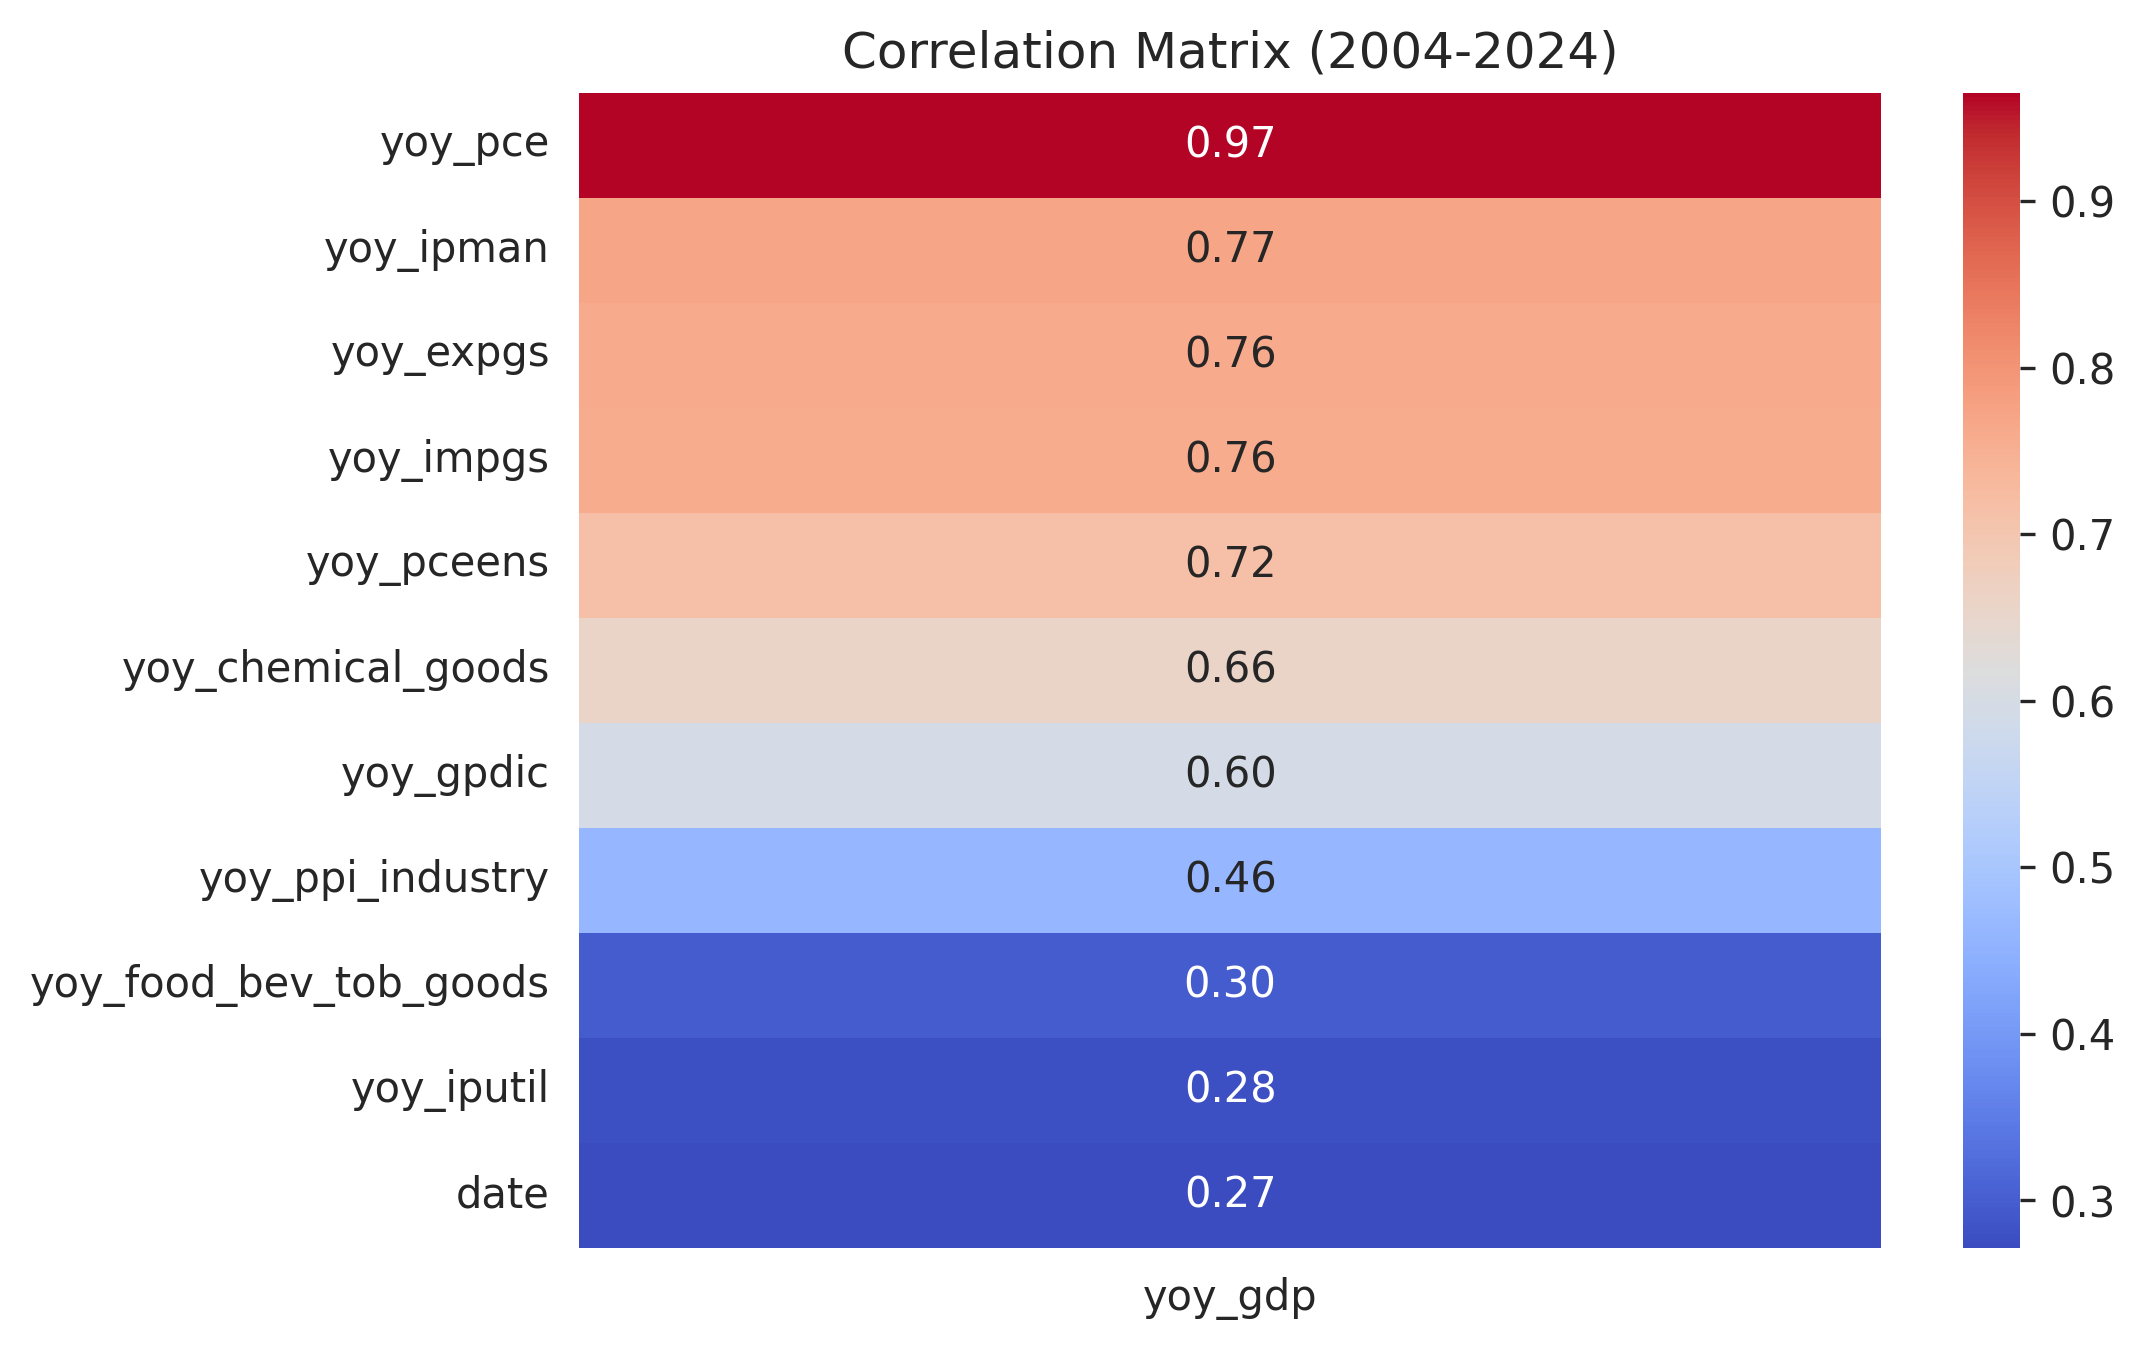 Correlation Matrix (2004-2024)
yoy_pce 0.97
yoy_ipman 0.77
yoy_expgs 0.76
yoy_impgs 0.76
yoy_pceens 0.72
yoy_chemical_goods 0.66
yoy_gpdic 0.60
yoy_ppi_industry 0.46
yoy_food_bev_tob_goods 0.30
yoy_iputil 0.28
date 0.27
yoy_gdp
0.9
0.8
0.7
0.6
0.5
0.4
0.3